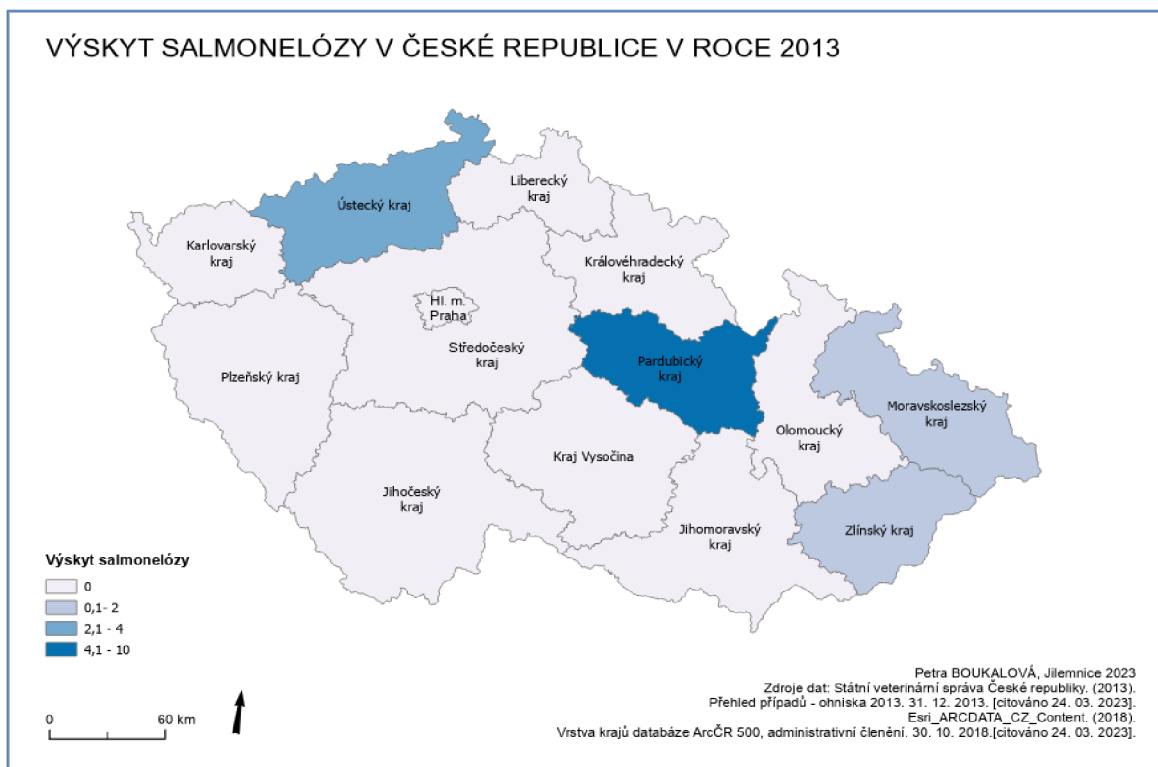 VÝSKYT SALMONELÓZY V ČESKÉ REPUBLICE V ROCE 2013
Liberecký
kraj
Ústecký kraj
Karlovarský
kraj
Královéhradecký
kraj
Hl. m.
Praha
Středočeský
kraj
Pardubický
kraj
Plzeňský kraj
Moravskoslezský
kraj
Olomoucký
kraj
Kraj Vysočina
Jihočeský
kraj
Jihomoravský
kraj
Zlínský kraj
Výskyt salmonelózy
0
0,1- 2
2,1 - 4
4,1 - 10
0 60 km
Petra BOUKALOVÁ, Jilemnice 2023
Zdroje dat: Státní veterinární správa České republiky. (2013).
Přehled případů - ohniska 2013. 31. 12. 2013. [citováno 24. 03. 2023].
Esri_ARCDATA_CZ_Content. (2018).
Vrstva krajů databáze ArcČR 500, administrativní členění. 30. 10. 2018.[citováno 24. 03. 2023].